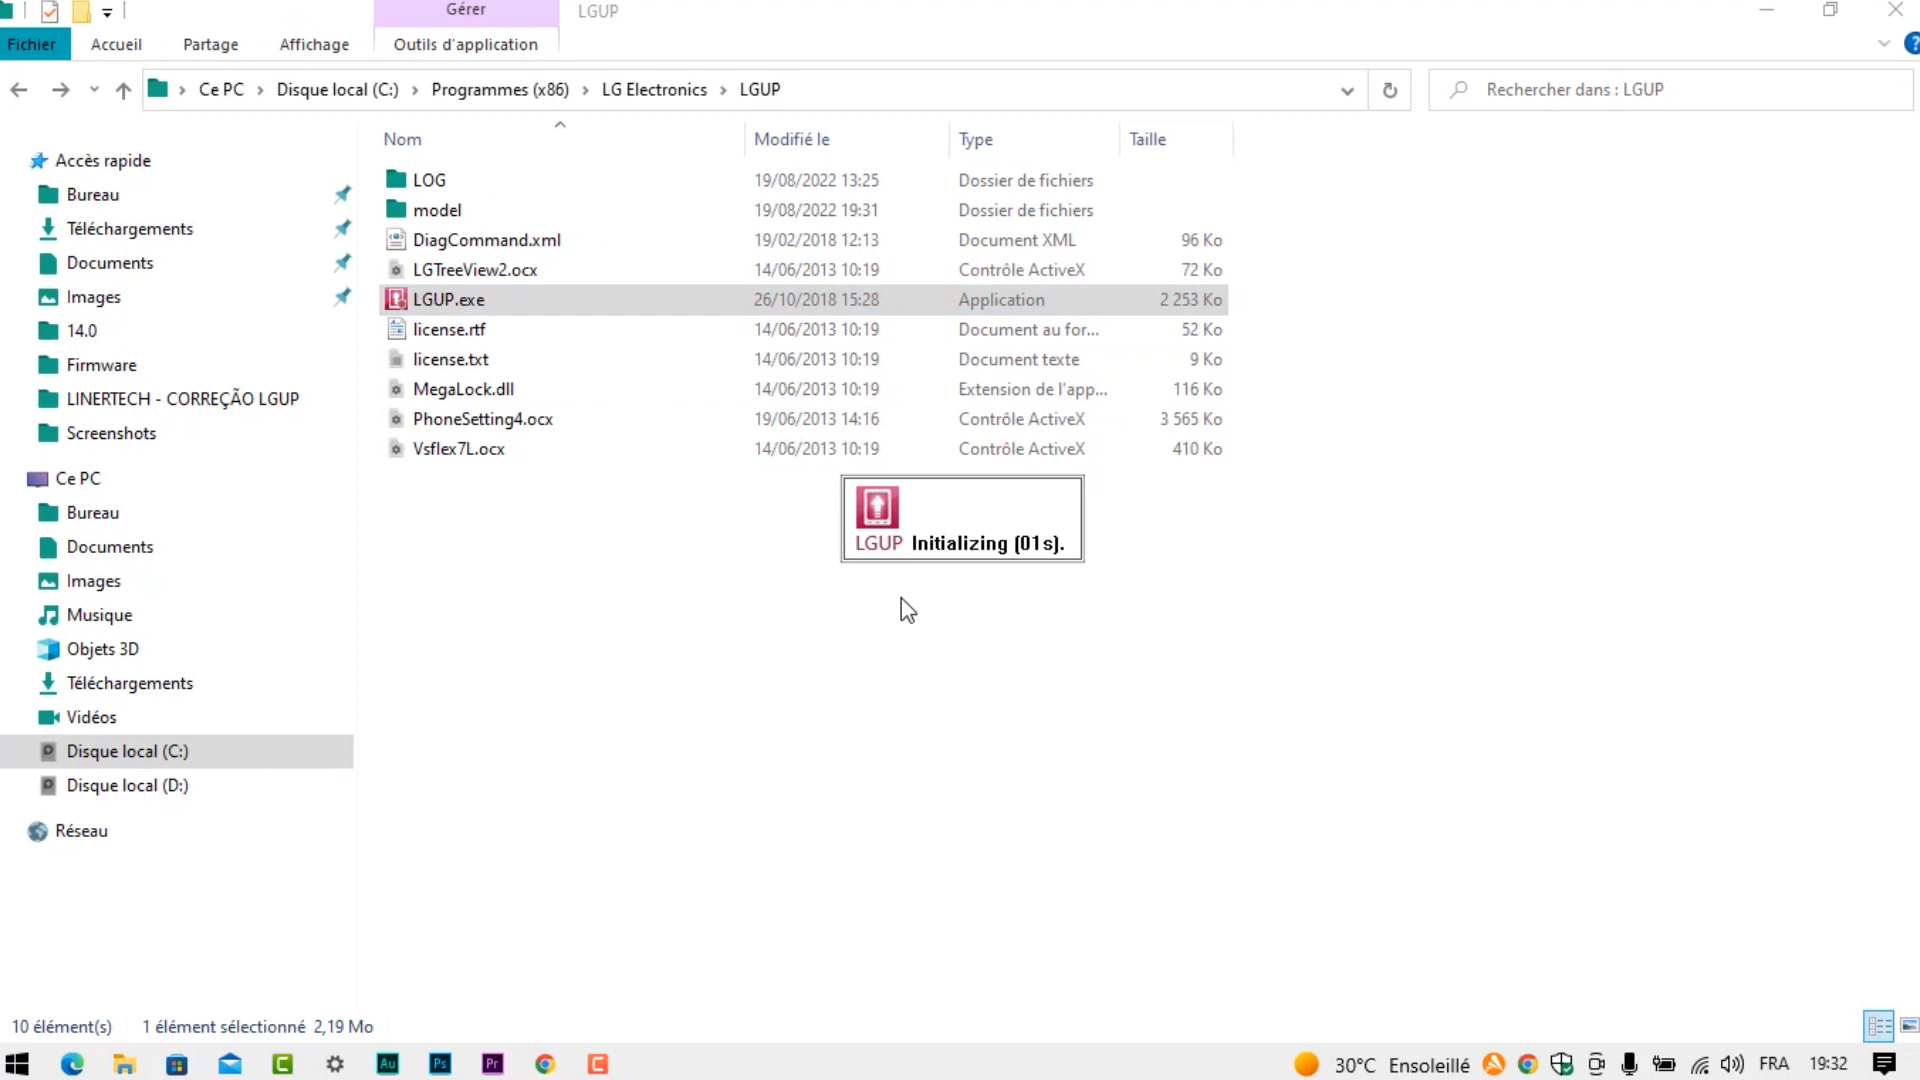 Gérer
LGUP
Fichier
Accueil
Partage
Affichage
Outils d'application
Ce PC
Disque local (C:)
Programmes (x86)
LG Electronics
LGUP
Rechercher dans : LGUP
Nom
Modifié le
Type
Taille
LOG 19/08/2022 13:25 Dossier de fichiers
model 19/08/2022 19:31 Dossier de fichiers
DiagCommand.xml 19/02/2018 12:13 Document XML 96 Ko
LGTreeView2.ocx 14/06/2013 10:19 Contrôle ActiveX 72 Ko
LGUP.exe 26/10/2018 15:28 Application 2 253 Ko
license.rtf 14/06/2013 10:19 Document au for... 52 Ko
license.txt 14/06/2013 10:19 Document texte 9 Ko
MegaLock.dll 14/06/2013 10:19 Extension de l'app... 116 Ko
PhoneSetting4.ocx 19/06/2013 14:16 Contrôle ActiveX 3 565 Ko
Vsflex7L.ocx 14/06/2013 10:19 Contrôle ActiveX 410 Ko
LGUP Initializing (01s).
Accès rapide
Bureau
Téléchargements
Documents
Images
14.0
Firmware
LINERTECH - CORREÇÃO LGUP
Screenshots
Ce PC
Bureau
Documents
Images
Musique
Objets 3D
Téléchargements
Vidéos
Disque local (C:)
Disque local (D:)
Réseau
10 élément(s)
1 élément sélectionné 2,19 Mo
Au
Ps
Pr
30°C Ensoleillé
FRA
19:32